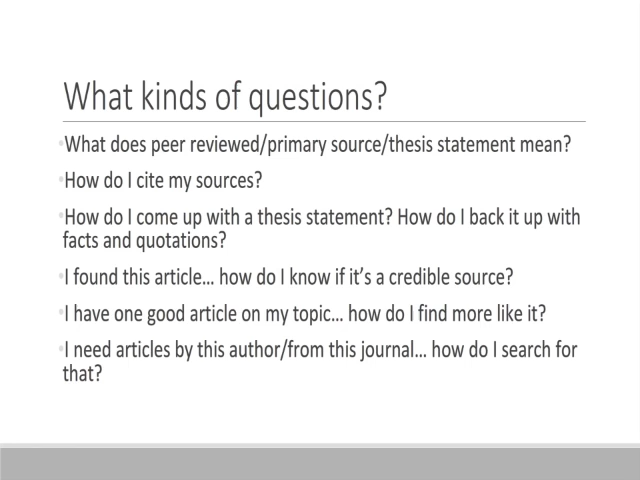 What kinds of questions?
•What does peer reviewed/primary source/thesis statement mean?
•How do I cite my sources?
•How do I come up with a thesis statement? How do I back it up with
facts and quotations?
•I found this article… how do I know if it’s a credible source?
•I have one good article on my topic… how do I find more like it?
•I need articles by this author/from this journal… how do I search for
that?